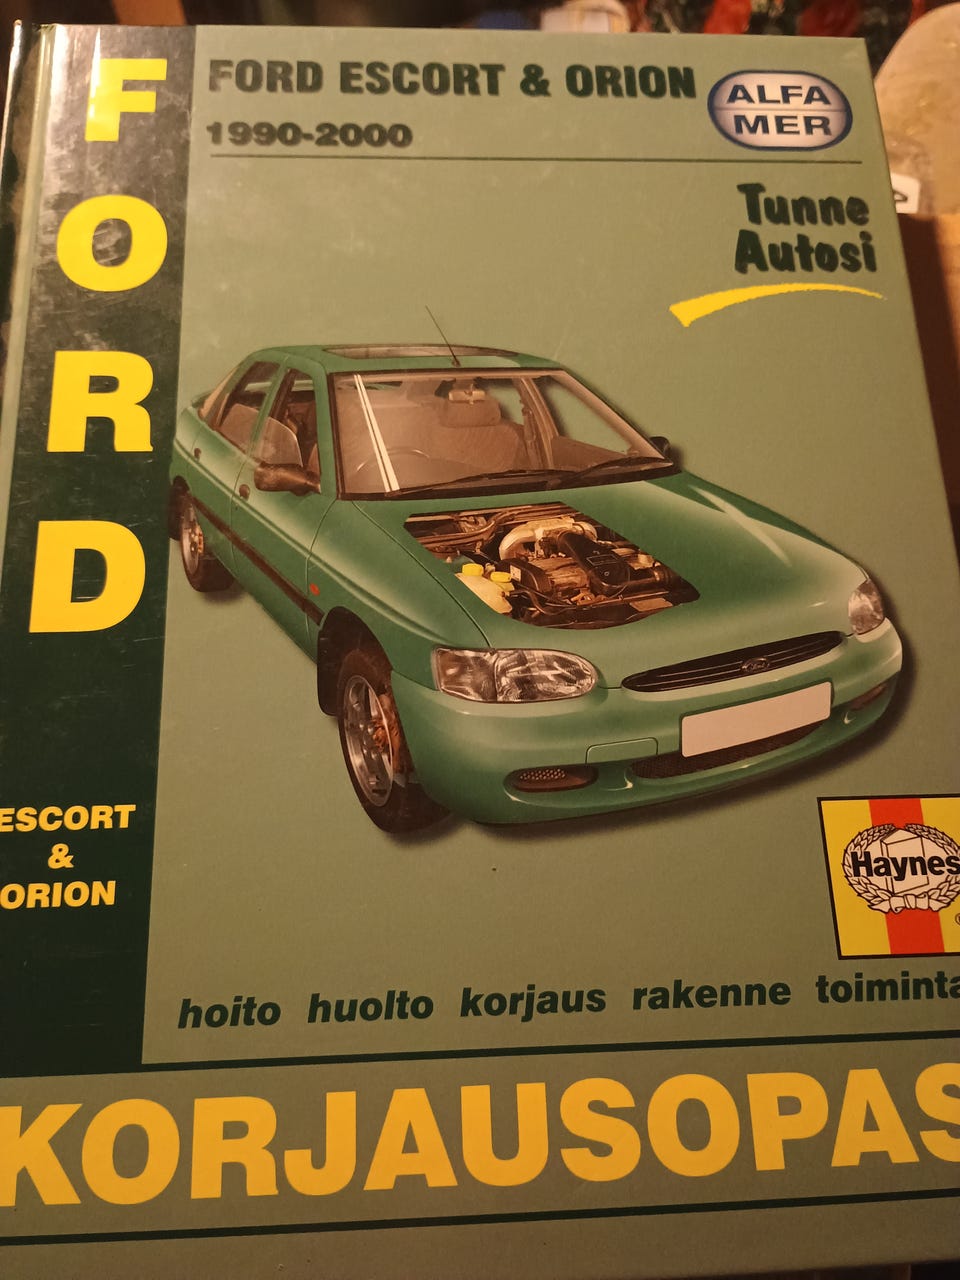 FORD ESCORT & ORION
1990-2000
ALFA
MER
Tunne
Autosi
FORD
ESCORT
&
ORION
Ford
Haynes
hoito huolto korjaus rakenne toiminta
KORJAUSOPAS